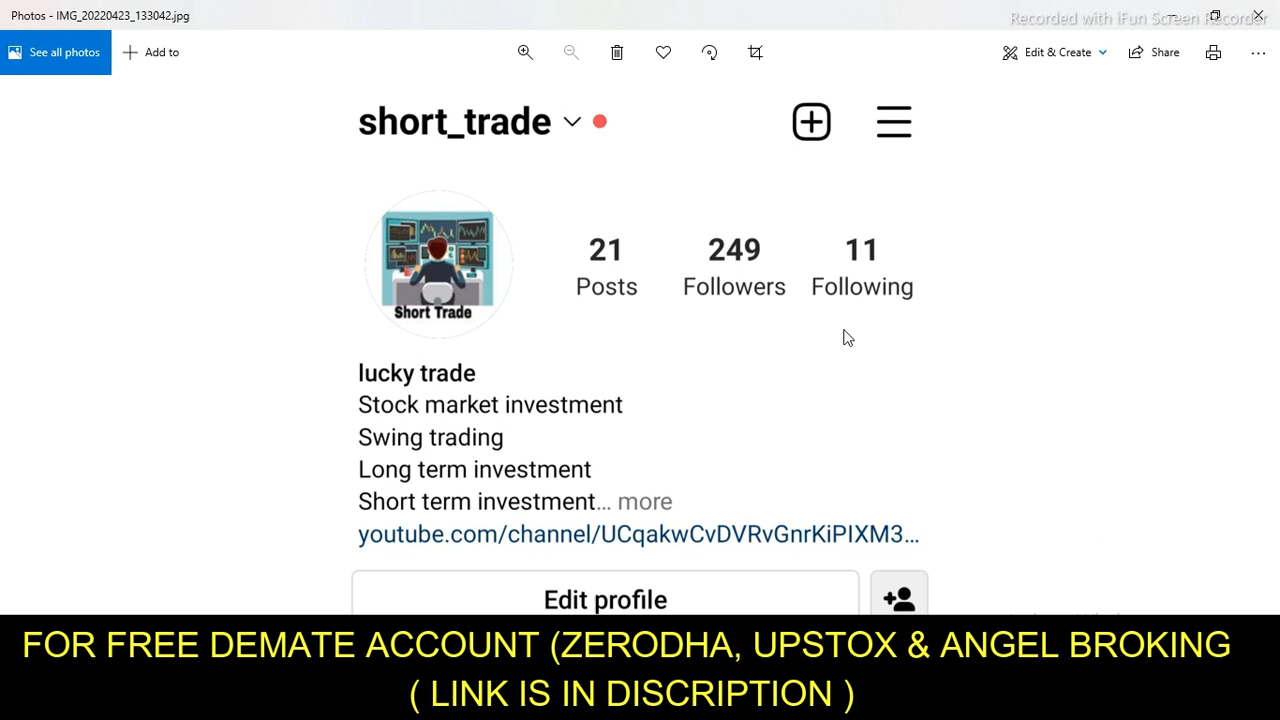 Photos - IMG_20220423_133042.jpg
Recorded with iFun Screen Recorder
See all photos
Add to
Edit & Create
Share
short_trade
Short Trade
21
249
11
Posts
Followers
Following
lucky trade
Stock market investment
Swing trading
Long term investment
Short term investment... more
youtube.com/channel/UCqakwCvDVRvGnrKiPIXM3...
Edit profile
FOR FREE DEMATE ACCOUNT (ZERODHA, UPSTOX & ANGEL BROKING
( LINK IS IN DISCRIPTION )